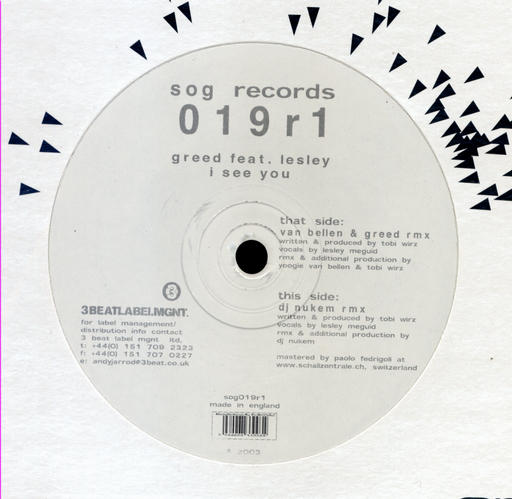 sog records
019r1
greed feat. lesley
i see you
that side:
van bellen & greed rmx
written & produced by tobi wirz
vocals by lesley meguid
rmx & additional production by
yoogie van bellen & tobi wirz
this side:
dj nukem rmx
written & produced by tobi wirz
vocals by lesley meguid
rmx & additional production by
dj nukem
mastered by paolo fedrigoli at
www.schallzentrale.ch, switzerland
3BEATLABELMGNT.
for label management/
distribution info contact
3 beat label mgnt ltd,
t: +44(0) 151 709 2323
f: +44(0) 151 707 0227
e: andyjarrod@3beat.co.uk
sog019r1
made in england
℗ 2003